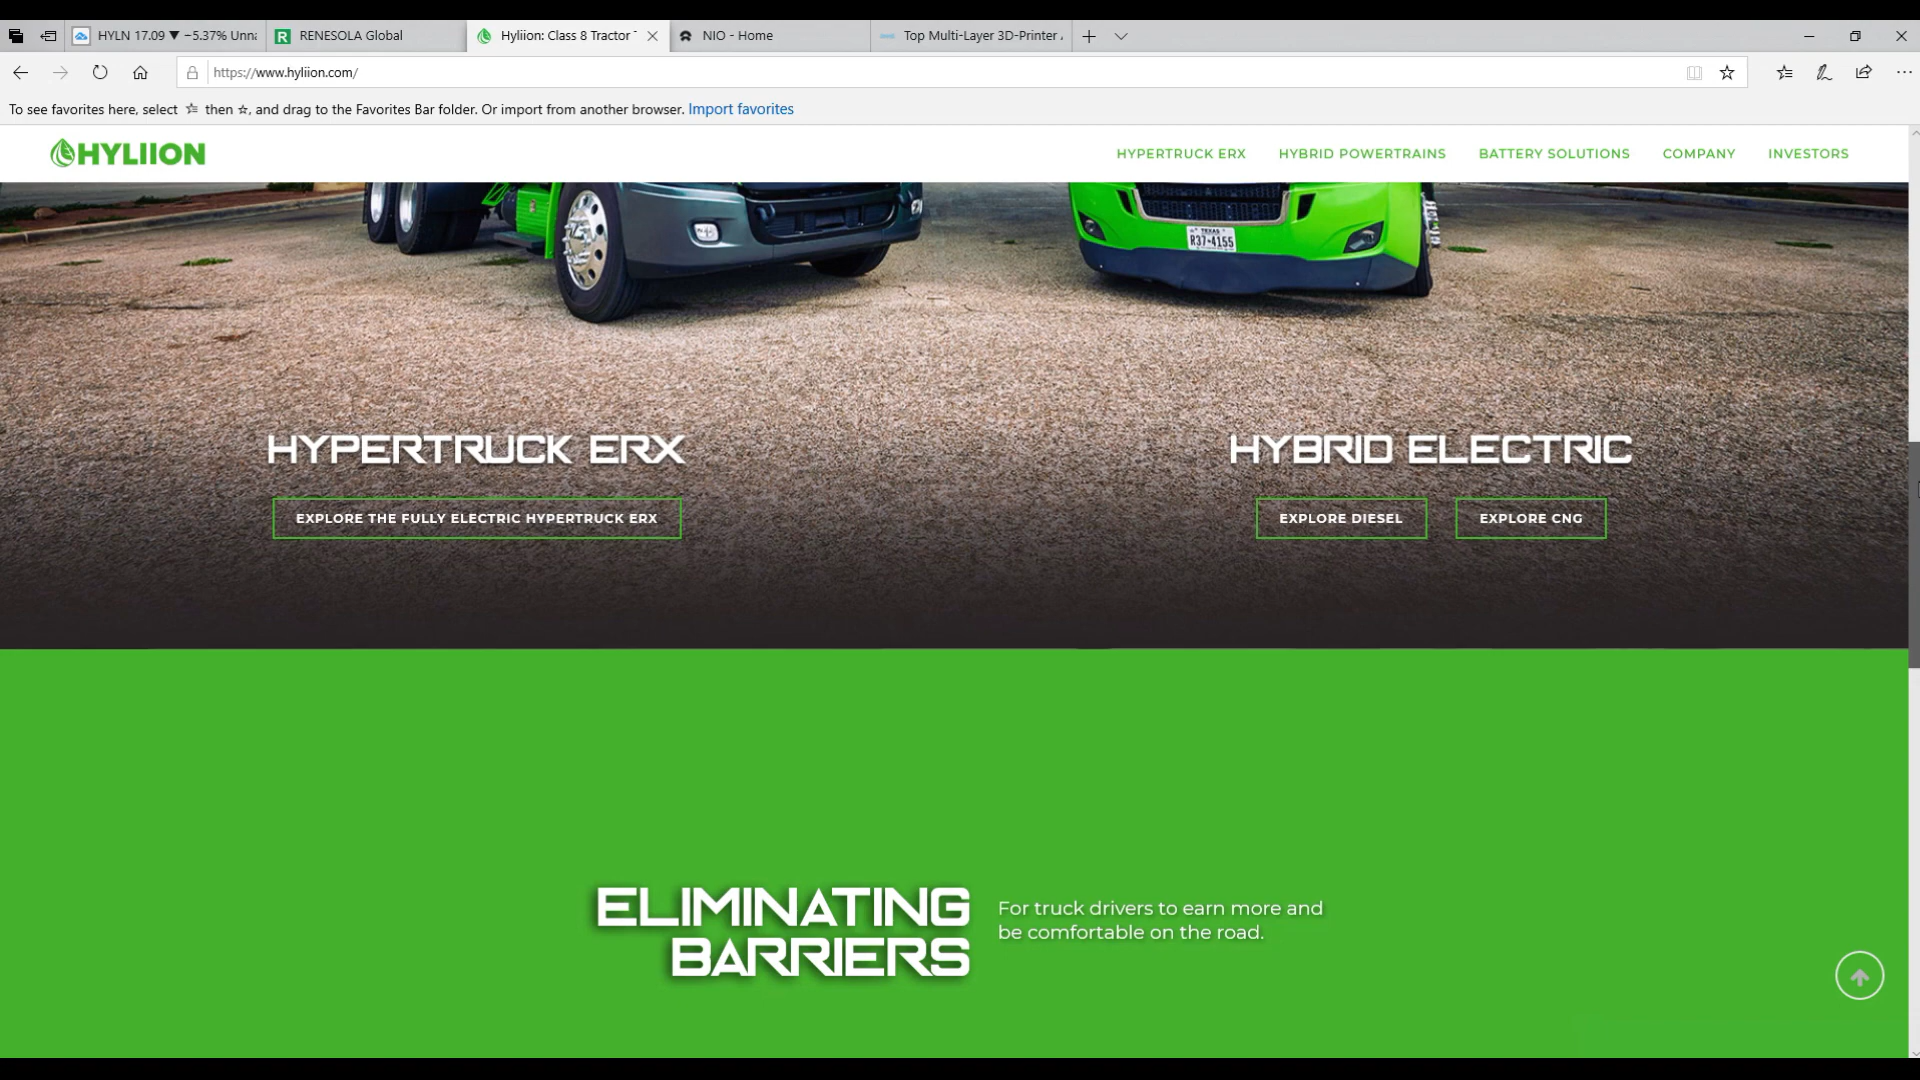 HYLN 17.09 ▼ −5.37% Unna
RENESOLA Global
Hyliion: Class 8 Tractor T
NIO - Home
Top Multi-Layer 3D-Printer
https://www.hyliion.com/
To see favorites here, select then ☆, and drag to the Favorites Bar folder. Or import from another browser. Import favorites
HYLIION
HYPERTRUCK ERX
HYBRID POWERTRAINS
BATTERY SOLUTIONS
COMPANY
INVESTORS
TEXAS
R37-4155
HYPERTRUCK ERX
HYBRID ELECTRIC
EXPLORE THE FULLY ELECTRIC HYPERTRUCK ERX
EXPLORE DIESEL
EXPLORE CNG
ELIMINATING
BARRIERS
For truck drivers to earn more and
be comfortable on the road.